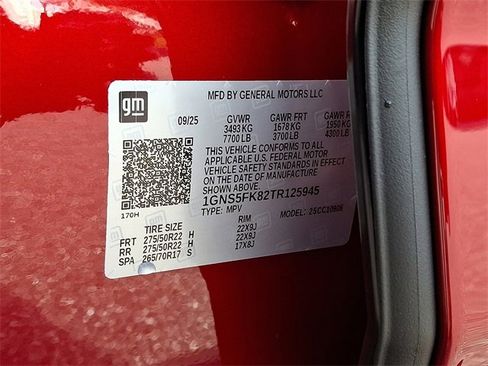 gm
MFD BY GENERAL MOTORS LLC
09/25 GVWR GAWR FRT GAWR R
3493 KG 1678 KG 1950 KG
7700 LB 3700 LB 4300 LB
THIS VEHICLE CONFORMS TO ALL
APPLICABLE U.S. FEDERAL MOTOR
VEHICLE SAFETY STANDARDS IN EFFECT
ON THE DATE OF MANUFACTURE
SHOWN ABOVE.
1GNS5FK82TR125945
TYPE: MPV MODEL:
170H
TIRE SIZE RIM
FRT 275/50R22 H 22X9J
RR 275/50R22 H 22X9J
SPA 265/70R17 S 17X8J